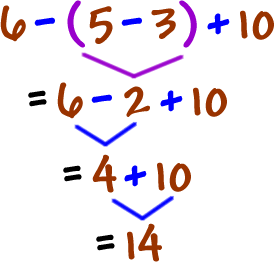 6 - (5 - 3) + 10
= 6 - 2 + 10
= 4 + 10
= 14